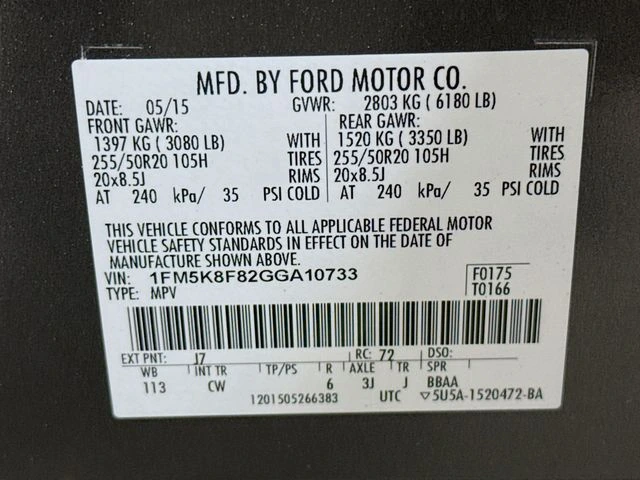 MFD. BY FORD MOTOR CO.
DATE: 05/15 GVWR: 2803 KG ( 6180 LB)
FRONT GAWR: REAR GAWR:
1397 KG ( 3080 LB) WITH 1520 KG ( 3350 LB) WITH
255/50R20 105H TIRES 255/50R20 105H TIRES
20x8.5J RIMS 20x8.5J RIMS
AT 240 kPa/ 35 PSI COLD AT 240 kPa/ 35 PSI COLD
THIS VEHICLE CONFORMS TO ALL APPLICABLE FEDERAL MOTOR
VEHICLE SAFETY STANDARDS IN EFFECT ON THE DATE OF
MANUFACTURE SHOWN ABOVE.
VIN: 1FM5K8F82GGA10733 F0175
TYPE: MPV T0166
EXT PNT: J7 RC: 72 DSO:
WB INT TR TP/PS R AXLE TR SPR
113 CW 6 3J J BBAA
1201505266383 UTC ▽5U5A-1520472-BA